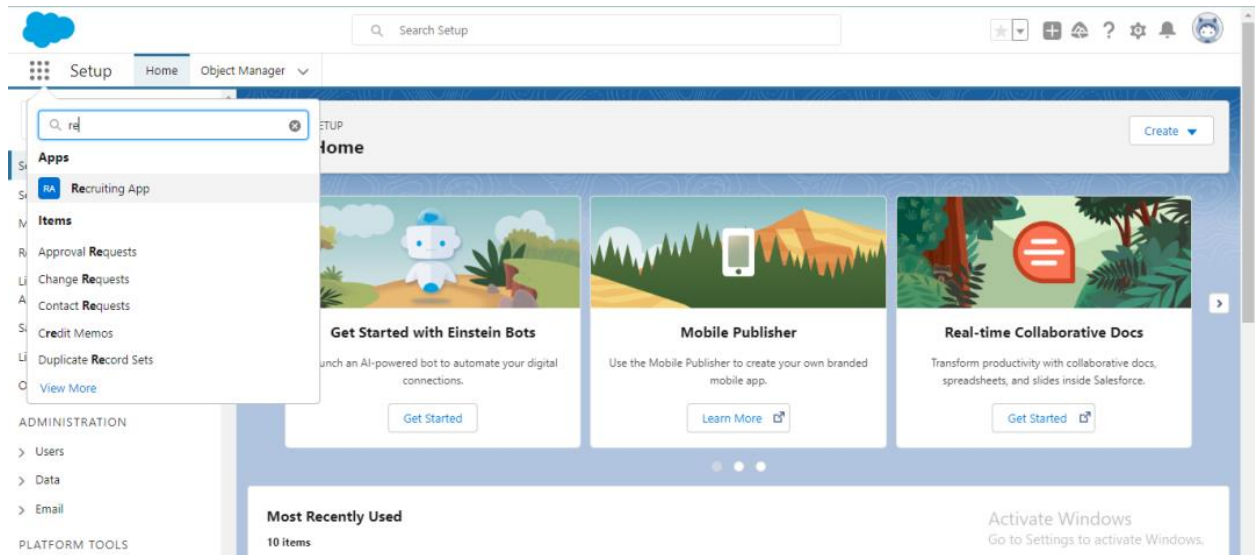 Search Setup
Setup
Home
Object Manager
re
Apps
RA
Recruiting App
Items
Approval Requests
Change Requests
Contact Requests
Credit Memos
Duplicate Record Sets
View More
ADMINISTRATION
Users
Data
Email
PLATFORM TOOLS
ETUP
Home
Create
Get Started with Einstein Bots
unch an AI-powered bot to automate your digital
connections.
Get Started
Mobile Publisher
Use the Mobile Publisher to create your own branded
mobile app.
Learn More
Real-time Collaborative Docs
Transform productivity with collaborative docs,
spreadsheets, and slides inside Salesforce.
Get Started
Most Recently Used
10 items
Activate Windows
Go to Settings to activate Windows.